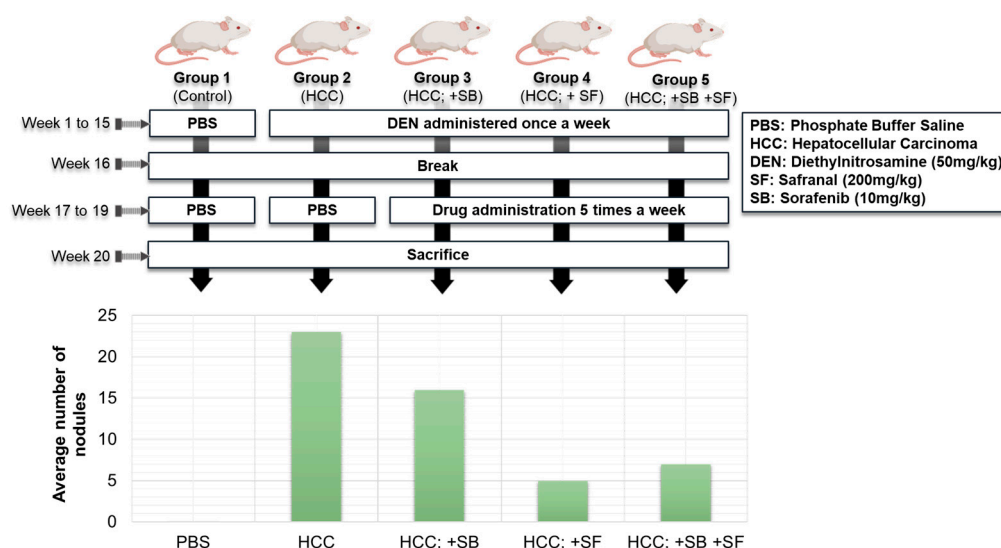 Group 1
(Control)
Group 2
(HCC)
Group 3
(HCC; +SB)
Group 4
(HCC; + SF)
Group 5
(HCC; +SB +SF)
Week 1 to 15
PBS
DEN administered once a week
Week 16
Break
Week 17 to 19
PBS
PBS
Drug administration 5 times a week
Week 20
Sacrifice
PBS: Phosphate Buffer Saline
HCC: Hepatocellular Carcinoma
DEN: Diethylnitrosamine (50mg/kg)
SF: Safranal (200mg/kg)
SB: Sorafenib (10mg/kg)
Average number of
nodules
25
20
15
10
5
0
PBS
HCC
HCC; +SB
HCC; +SF
HCC; +SB +SF